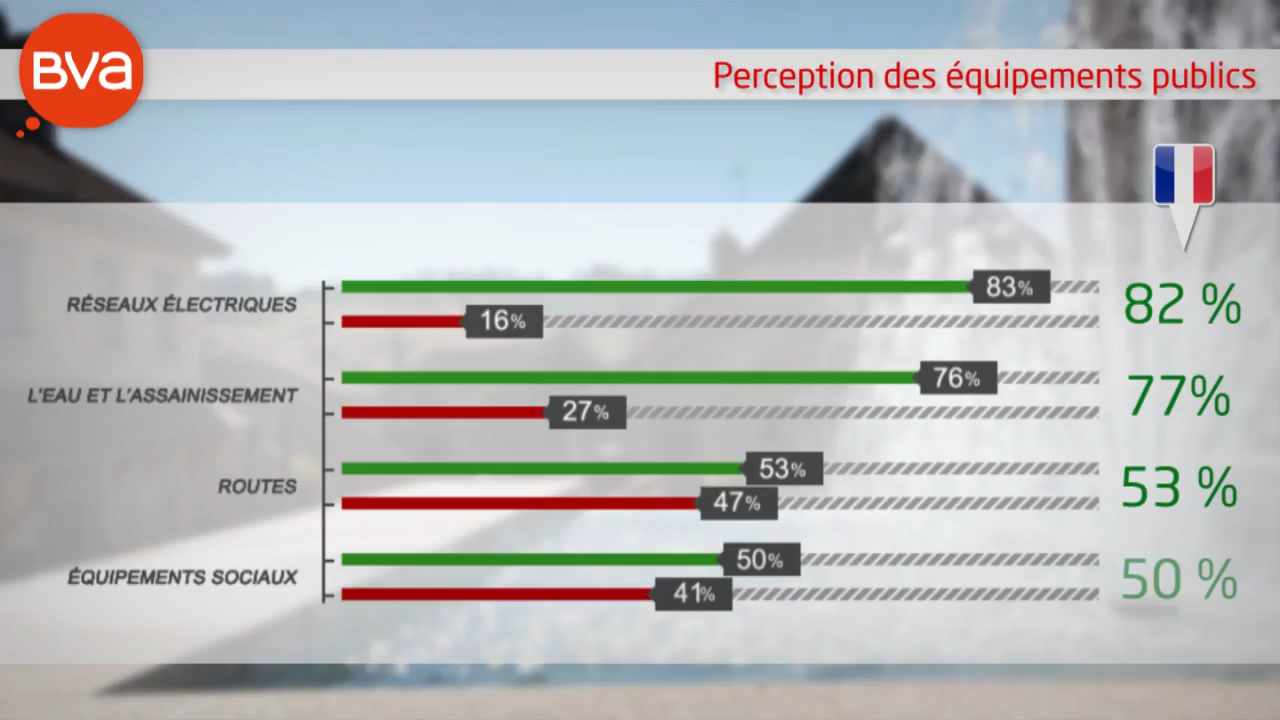 BVa
Perception des équipements publics
RÉSEAUX ÉLECTRIQUES
83%
16%
82 %
L'EAU ET L'ASSAINISSEMENT
76%
27%
77%
ROUTES
53%
47%
53 %
ÉQUIPEMENTS SOCIAUX
50%
41%
50 %